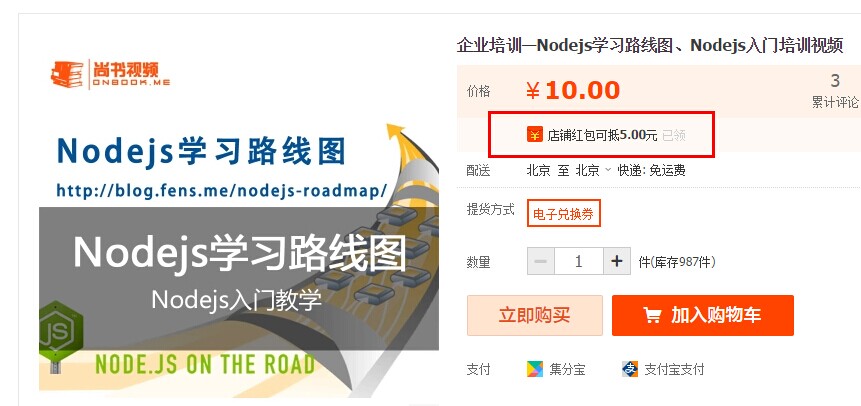 尚书视频
ONBOOK.ME
Nodejs学习路线图
http://blog.fens.me/nodejs-roadmap/
Nodejs学习路线图
Nodejs入门教学
JS
NODE.JS ON THE ROAD
企业培训—Nodejs学习路线图、Nodejs入门培训视频
价格 ¥10.00
3
累计评论
¥ 店铺红包可抵5.00元 已领
配送 北京 至 北京 快递: 免运费
提货方式 电子兑换券
数量 − 1 + 件(库存987件)
立即购买 加入购物车
支付 集分宝 支 支付宝支付